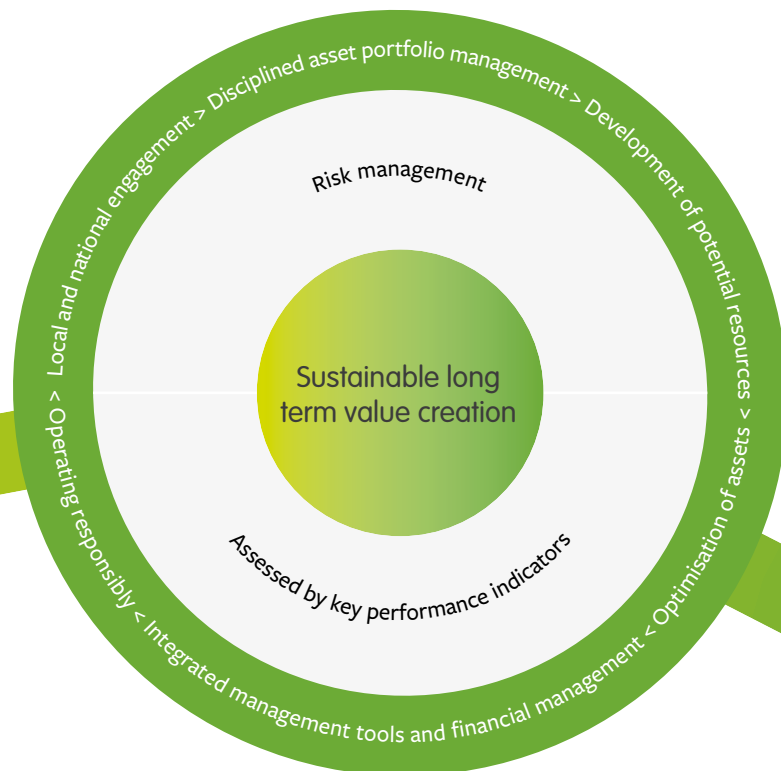 Local and national engagement > Disciplined asset portfolio management > Development of potential resources
Operating responsibly < Integrated management tools and financial management < Optimisation of assets <
>
Risk management
Sustainable long
term value creation
Assessed by key performance indicators